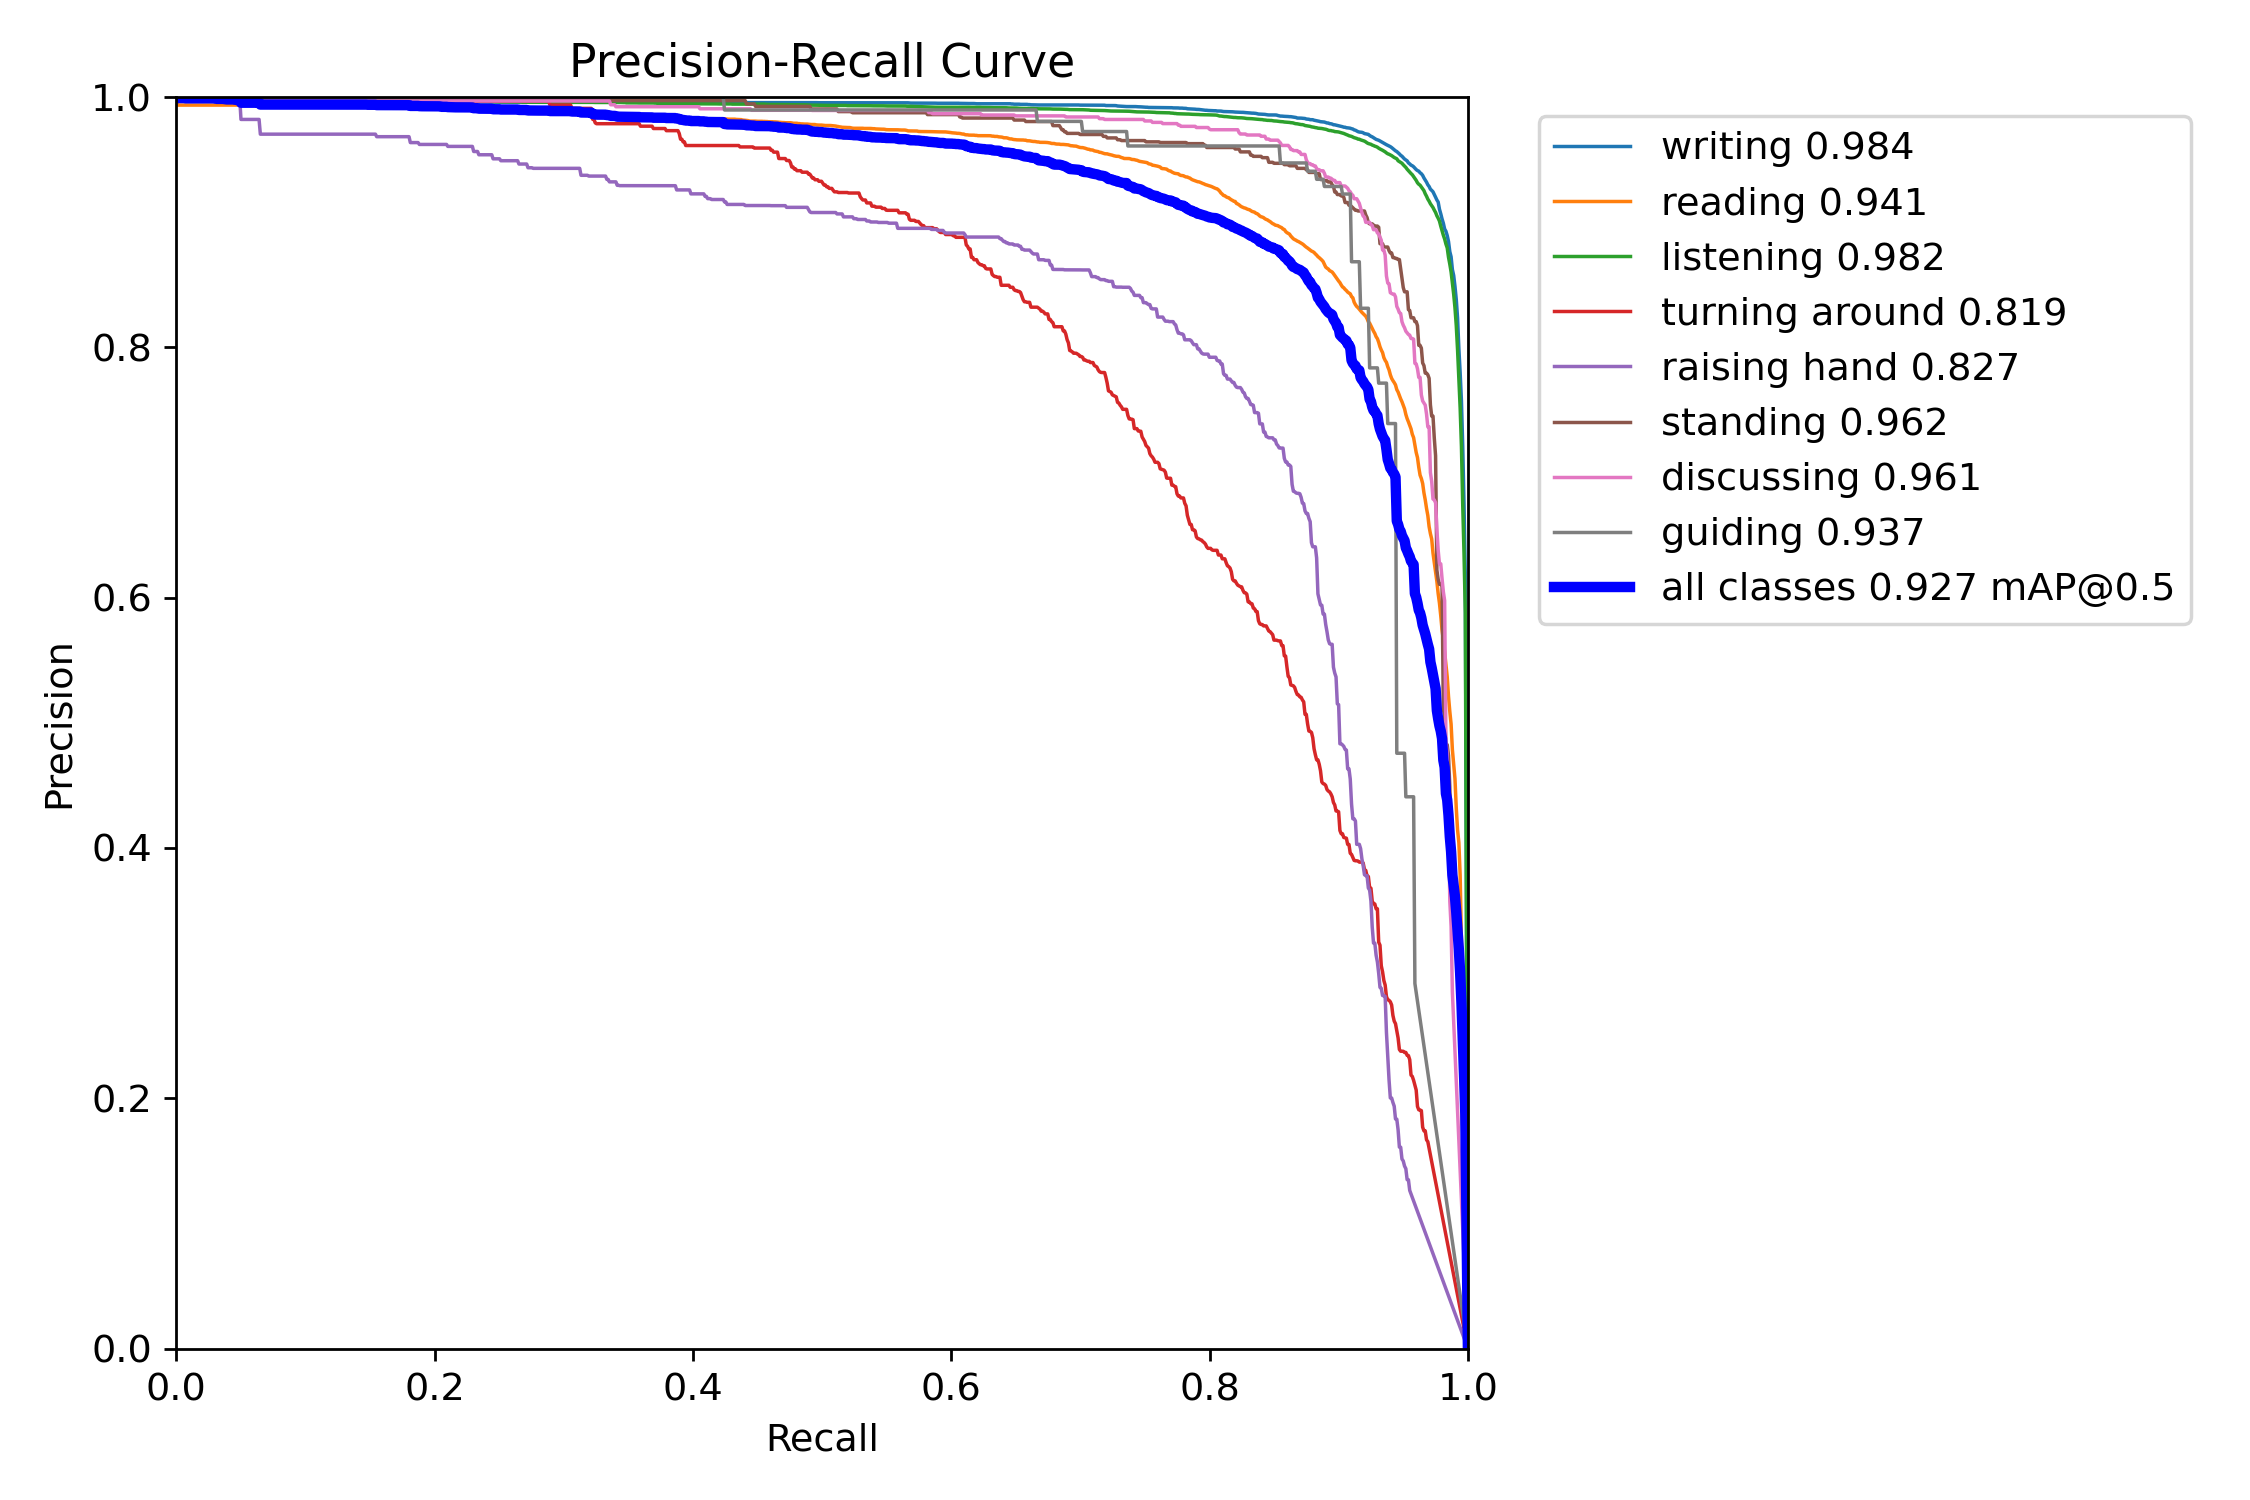 Precision-Recall Curve
1.0
0.8
0.6
0.4
0.2
0.0
Precision
0.0 0.2 0.4 0.6 0.8 1.0
Recall
writing 0.984
reading 0.941
listening 0.982
turning around 0.819
raising hand 0.827
standing 0.962
discussing 0.961
guiding 0.937
all classes 0.927 mAP@0.5